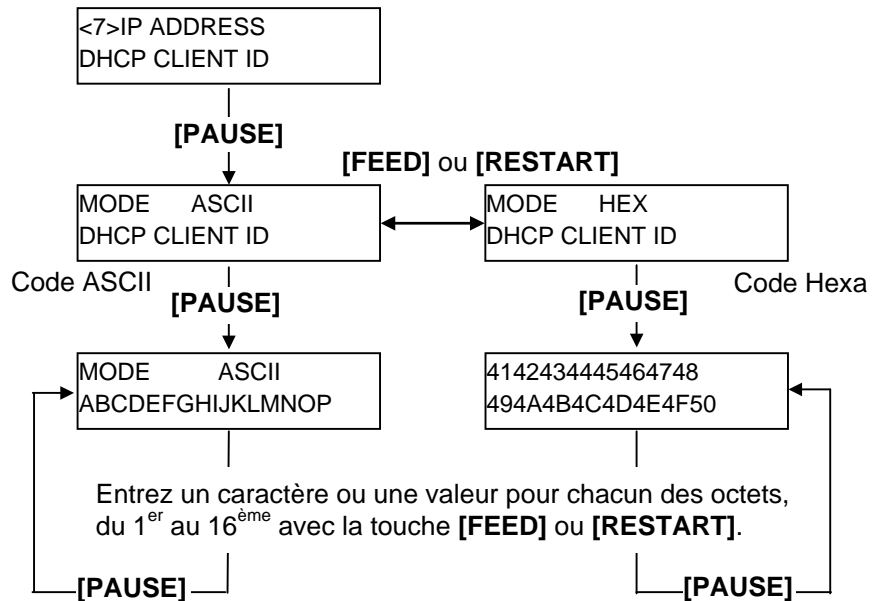 <7>IP ADDRESS
DHCP CLIENT ID
[PAUSE]
[FEED] ou [RESTART]
MODE ASCII
DHCP CLIENT ID
MODE HEX
DHCP CLIENT ID
Code ASCII
[PAUSE]
[PAUSE]
Code Hexa
MODE ASCII
ABCDEFGHIJKLMNOP
4142434445464748
494A4B4C4D4E4F50
Entrez un caractère ou une valeur pour chacun des octets,
du 1er au 16ème avec la touche [FEED] ou [RESTART].
[PAUSE]
[PAUSE]